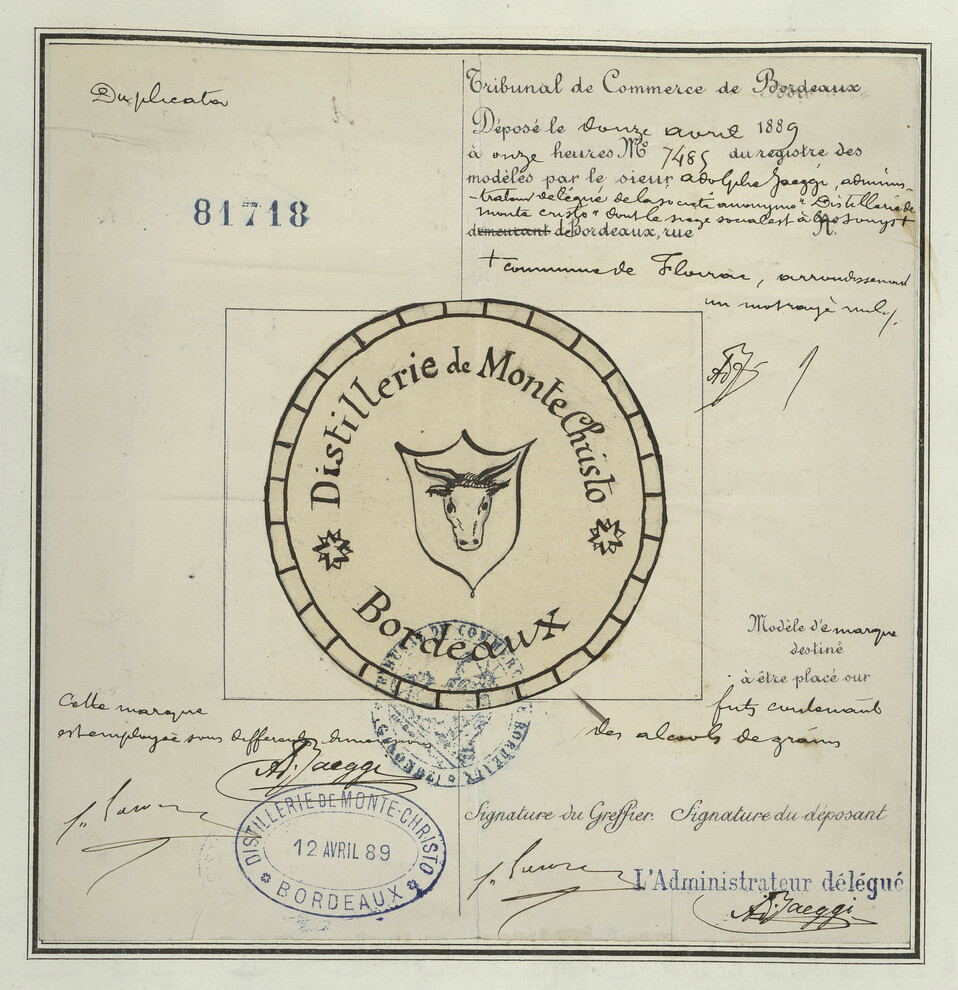 Duplicata
81718
Tribunal de Commerce de Bordeaux
Déposé le douze avril 1889
à onze heures N° 7485 du registre des
modèles par le sieur Adolphe Jaeggi, adminis-
-trateur délégué de la société anonyme "Distillerie de
monte cristo" dont le siège social est à
demeurant de Bordeaux, rue N.
+ commune de Floirac, arrondissement
un mot rayé nul
Distillerie de Monte Christo
Bordeaux
Modèle de marque
destiné
à être placé sur
futs contenant
des alcools de grains
Cette marque
est employée sous différentes dimensions
Ad. Jaeggi
DISTILLERIE DE MONTE-CHRISTO
12 AVRIL 89
BORDEAUX
Signature du Greffier. Signature du déposant
L'Administrateur délégué
Ad. Jaeggi